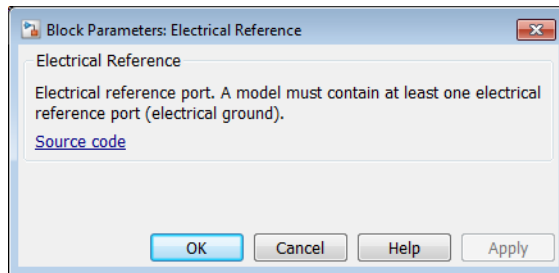 Block Parameters: Electrical Reference
Electrical Reference
Electrical reference port. A model must contain at least one electrical
reference port (electrical ground).
Source code
OK Cancel Help Apply